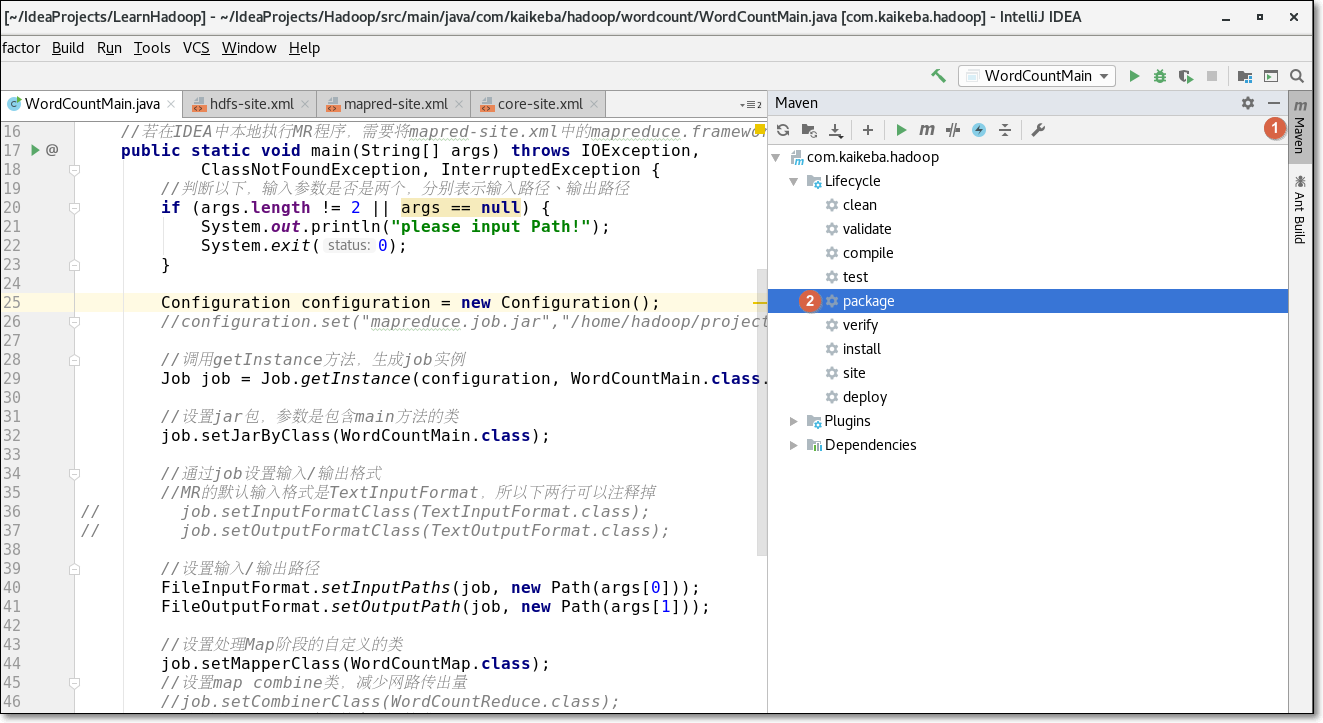 [~/IdeaProjects/LearnHadoop] - ~/IdeaProjects/Hadoop/src/main/java/com/kaikeba/hadoop/wordcount/WordCountMain.java [com.kaikeba.hadoop] - IntelliJ IDEA
factor Build Run Tools VCS Window Help
WordCountMain
WordCountMain.java hdfs-site.xml mapred-site.xml core-site.xml 2
16 //若在IDEA中本地执行MR程序，需要将mapred-site.xml中的mapreduce.framewor
17 @ public static void main(String[] args) throws IOException,
18 ClassNotFoundException, InterruptedException {
19 //判断以下，输入参数是否是两个，分别表示输入路径、输出路径
20 if (args.length != 2 || args == null) {
21 System.out.println("please input Path!");
22 System.exit( status: 0);
23 }
24
25 Configuration configuration = new Configuration();
26 //configuration.set("mapreduce.job.jar","/home/hadoop/project
27
28 //调用getInstance方法，生成job实例
29 Job job = Job.getInstance(configuration, WordCountMain.class.
30
31 //设置jar包，参数是包含main方法的类
32 job.setJarByClass(WordCountMain.class);
33
34 //通过job设置输入/输出格式
35 //MR的默认输入格式是TextInputFormat，所以下两行可以注释掉
36 // job.setInputFormatClass(TextInputFormat.class);
37 // job.setOutputFormatClass(TextOutputFormat.class);
38
39 //设置输入/输出路径
40 FileInputFormat.setInputPaths(job, new Path(args[0]));
41 FileOutputFormat.setOutputPath(job, new Path(args[1]));
42
43 //设置处理Map阶段的自定义的类
44 job.setMapperClass(WordCountMap.class);
45 //设置map combine类，减少网路传出量
46 //job.setCombinerClass(WordCountReduce.class);
Maven
m
1
com.kaikeba.hadoop
Lifecycle
clean
validate
compile
test
2 package
verify
install
site
deploy
Plugins
Dependencies
m Maven
Ant Build